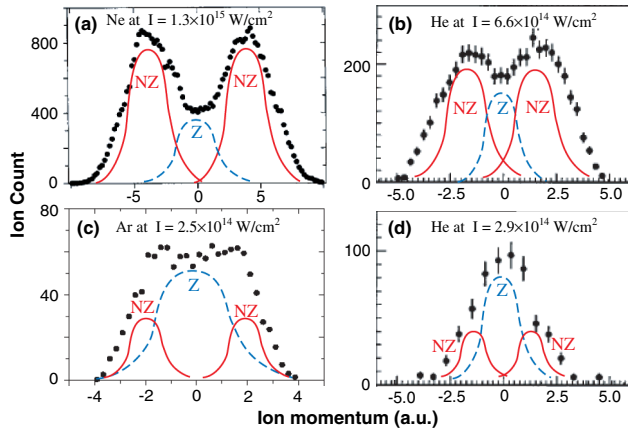 (a) Ne at I = 1.3×10¹⁵ W/cm²
800
400
0
NZ
NZ
Z
-5
0
5
(b) He at I = 6.6×10¹⁴ W/cm²
200
0
NZ
NZ
Z
-5.0
-2.5
0
2.5
5.0
Ion Count
(c) Ar at I = 2.5×10¹⁴ W/cm²
80
60
40
20
0
NZ
Z
NZ
-4
-2
0
2
4
(d) He at I = 2.9×10¹⁴ W/cm²
100
0
NZ
Z
NZ
-5.0
-2.5
0
2.5
5.0
Ion momentum (a.u.)